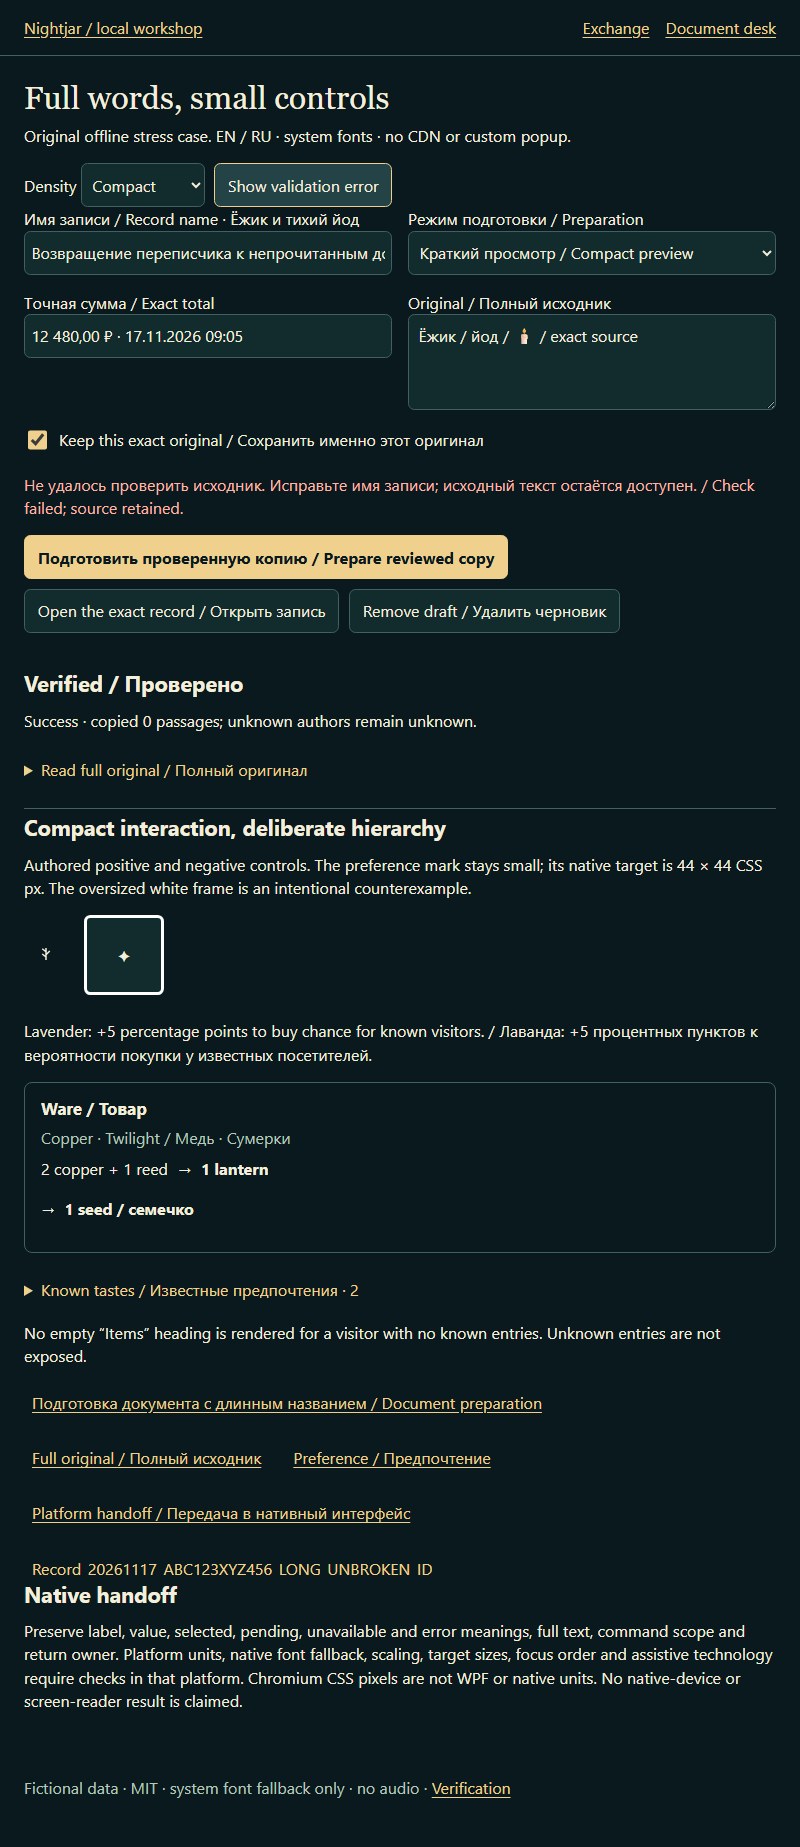 Nightjar / local workshop
Exchange Document desk
Full words, small controls
Original offline stress case. EN / RU · system fonts · no CDN or custom popup.
Density Compact Show validation error
Имя записи / Record name · Ёжик и тихий йод
Возвращение переписчика к непрочитанным
Режим подготовки / Preparation
Краткий просмотр / Compact preview
Точная сумма / Exact total
12 480,00 ₽ · 17.11.2026 09:05
Original / Полный исходник
Ёжик / йод / 🕯️ / exact source
Keep this exact original / Сохранить именно этот оригинал
Не удалось проверить исходник. Исправьте имя записи; исходный текст остаётся доступен. / Check
failed; source retained.
Подготовить проверенную копию / Prepare reviewed copy
Open the exact record / Открыть запись Remove draft / Удалить черновик
Verified / Проверено
Success · copied 0 passages; unknown authors remain unknown.
Read full original / Полный оригинал
Compact interaction, deliberate hierarchy
Authored positive and negative controls. The preference mark stays small; its native target is 44 × 44 CSS
px. The oversized white frame is an intentional counterexample.
Lavender: +5 percentage points to buy chance for known visitors. / Лаванда: +5 процентных пунктов к
вероятности покупки у известных посетителей.
Ware / Товар
Copper · Twilight / Медь · Сумерки
2 copper + 1 reed → 1 lantern
→ 1 seed / семечко
Known tastes / Известные предпочтения · 2
No empty “Items” heading is rendered for a visitor with no known entries. Unknown entries are not
exposed.
Подготовка документа с длинным названием / Document preparation
Full original / Полный исходник Preference / Предпочтение
Platform handoff / Передача в нативный интерфейс
Record 20261117 ABC123XYZ456 LONG UNBROKEN ID
Native handoff
Preserve label, value, selected, pending, unavailable and error meanings, full text, command scope and
return owner. Platform units, native font fallback, scaling, target sizes, focus order and assistive technology
require checks in that platform. Chromium CSS pixels are not WPF or native units. No native-device or
screen-reader result is claimed.
Fictional data · MIT · system font fallback only · no audio · Verification